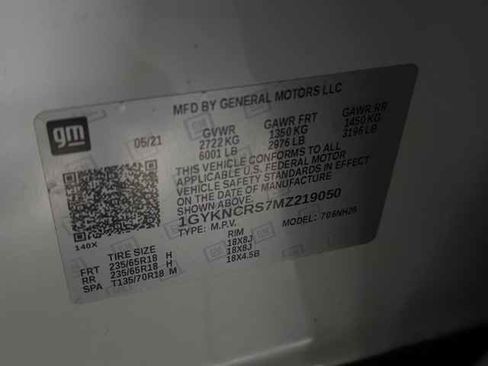 MFD BY GENERAL MOTORS LLC
gm
05/21
GVWR GAWR FRT GAWR RR
2722 KG 1350 KG 1450 KG
6001 LB 2976 LB 3196 LB
THIS VEHICLE CONFORMS TO ALL
APPLICABLE U.S. FEDERAL MOTOR
VEHICLE SAFETY STANDARDS IN EFFECT
ON THE DATE OF MANUFACTURE
SHOWN ABOVE.
1GYKNCRS7MZ219050
TYPE: M.P.V. MODEL:
140X
TIRE SIZE RIM
FRT 235/65R18 H 18X8J
RR 235/65R18 H 18X8J
SPA T135/70R18 M 18X4.5B